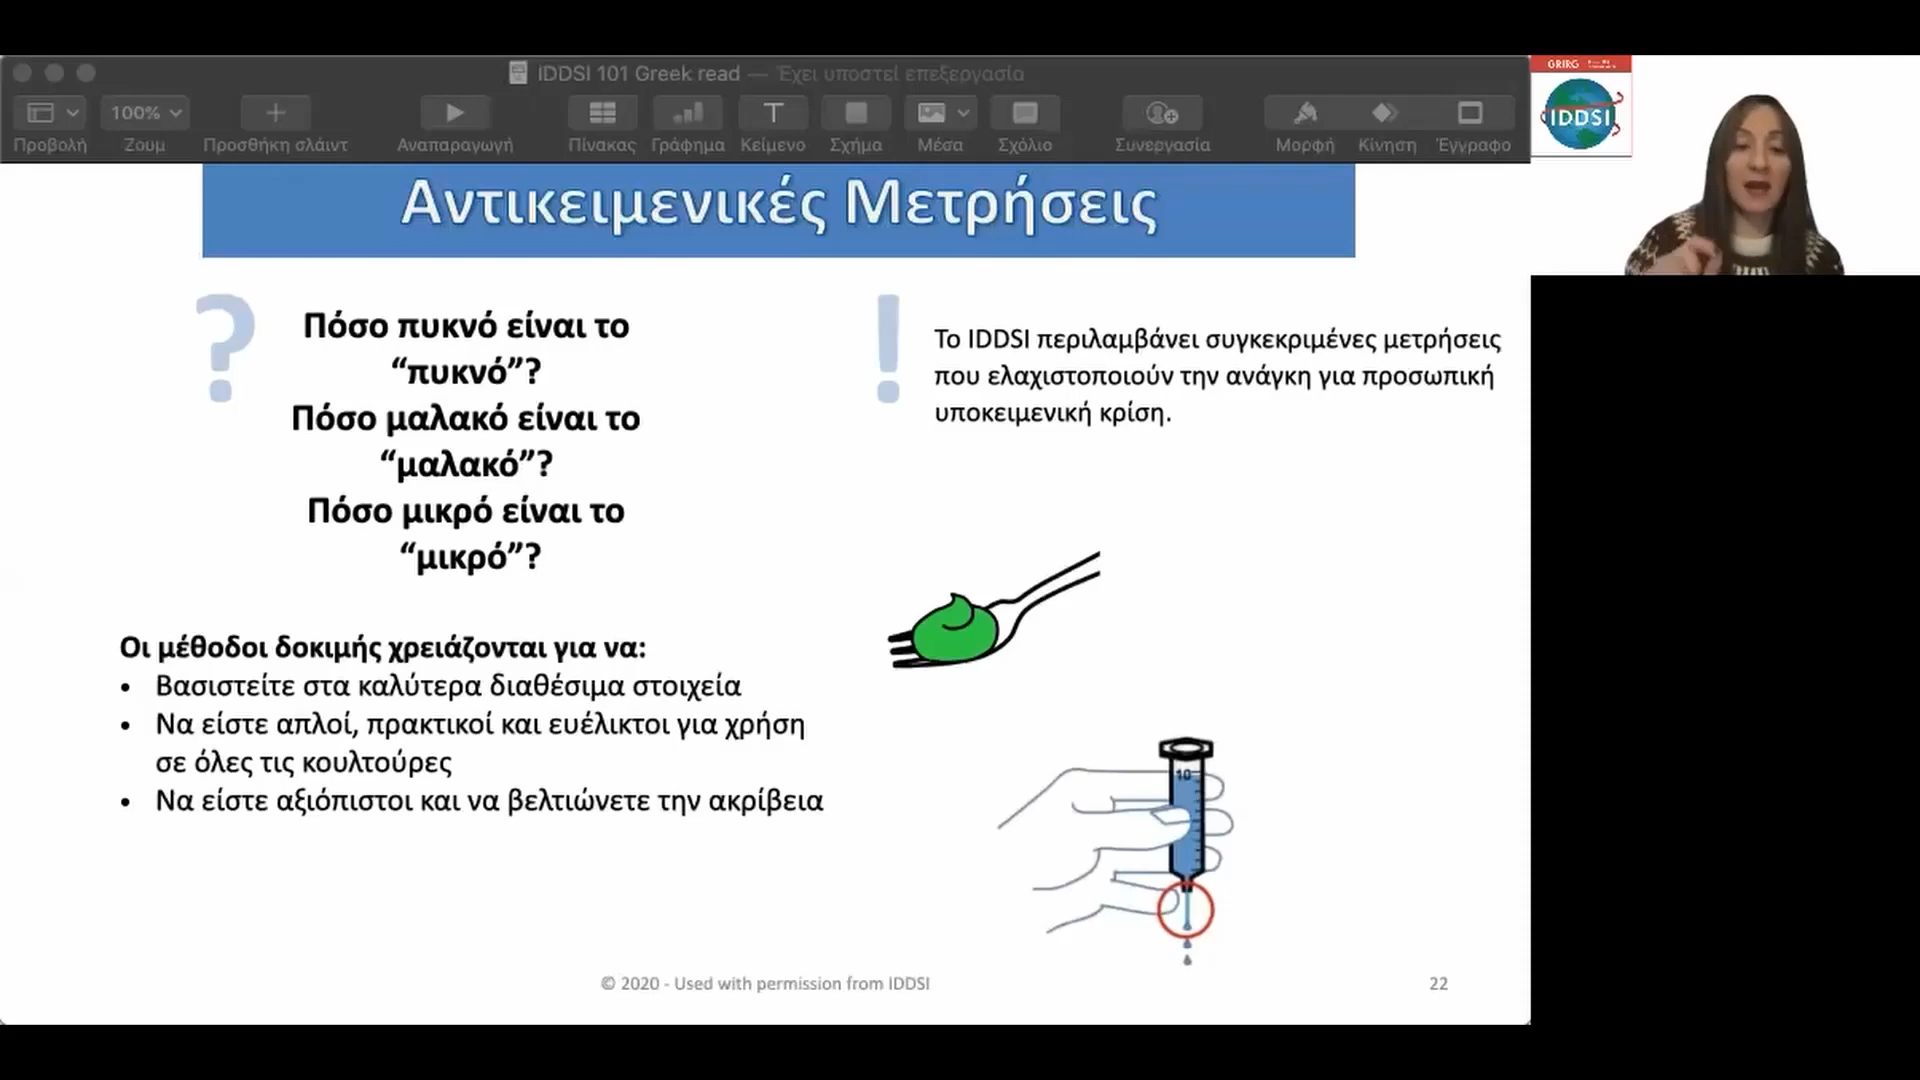 IDDSI 101 Greek read — Έχει υποστεί επεξεργασία
100%
Προβολή Ζουμ Προσθήκη σλάιντ Αναπαραγωγή Πίνακας Γράφημα Κείμενο Σχήμα Μέσα Σχόλιο Συνεργασία Μορφή Κίνηση Έγγραφο
GRIRG
IDDSI
Αντικειμενικές Μετρήσεις
?
Πόσο πυκνό είναι το
“πυκνό”?
Πόσο μαλακό είναι το
“μαλακό”?
Πόσο μικρό είναι το
“μικρό”?
!
Το IDDSI περιλαμβάνει συγκεκριμένες μετρήσεις
που ελαχιστοποιούν την ανάγκη για προσωπική
υποκειμενική κρίση.
Οι μέθοδοι δοκιμής χρειάζονται για να:
• Βασιστείτε στα καλύτερα διαθέσιμα στοιχεία
• Να είστε απλοί, πρακτικοί και ευέλικτοι για χρήση
σε όλες τις κουλτούρες
• Να είστε αξιόπιστοι και να βελτιώνετε την ακρίβεια
10
© 2020 - Used with permission from IDDSI
22